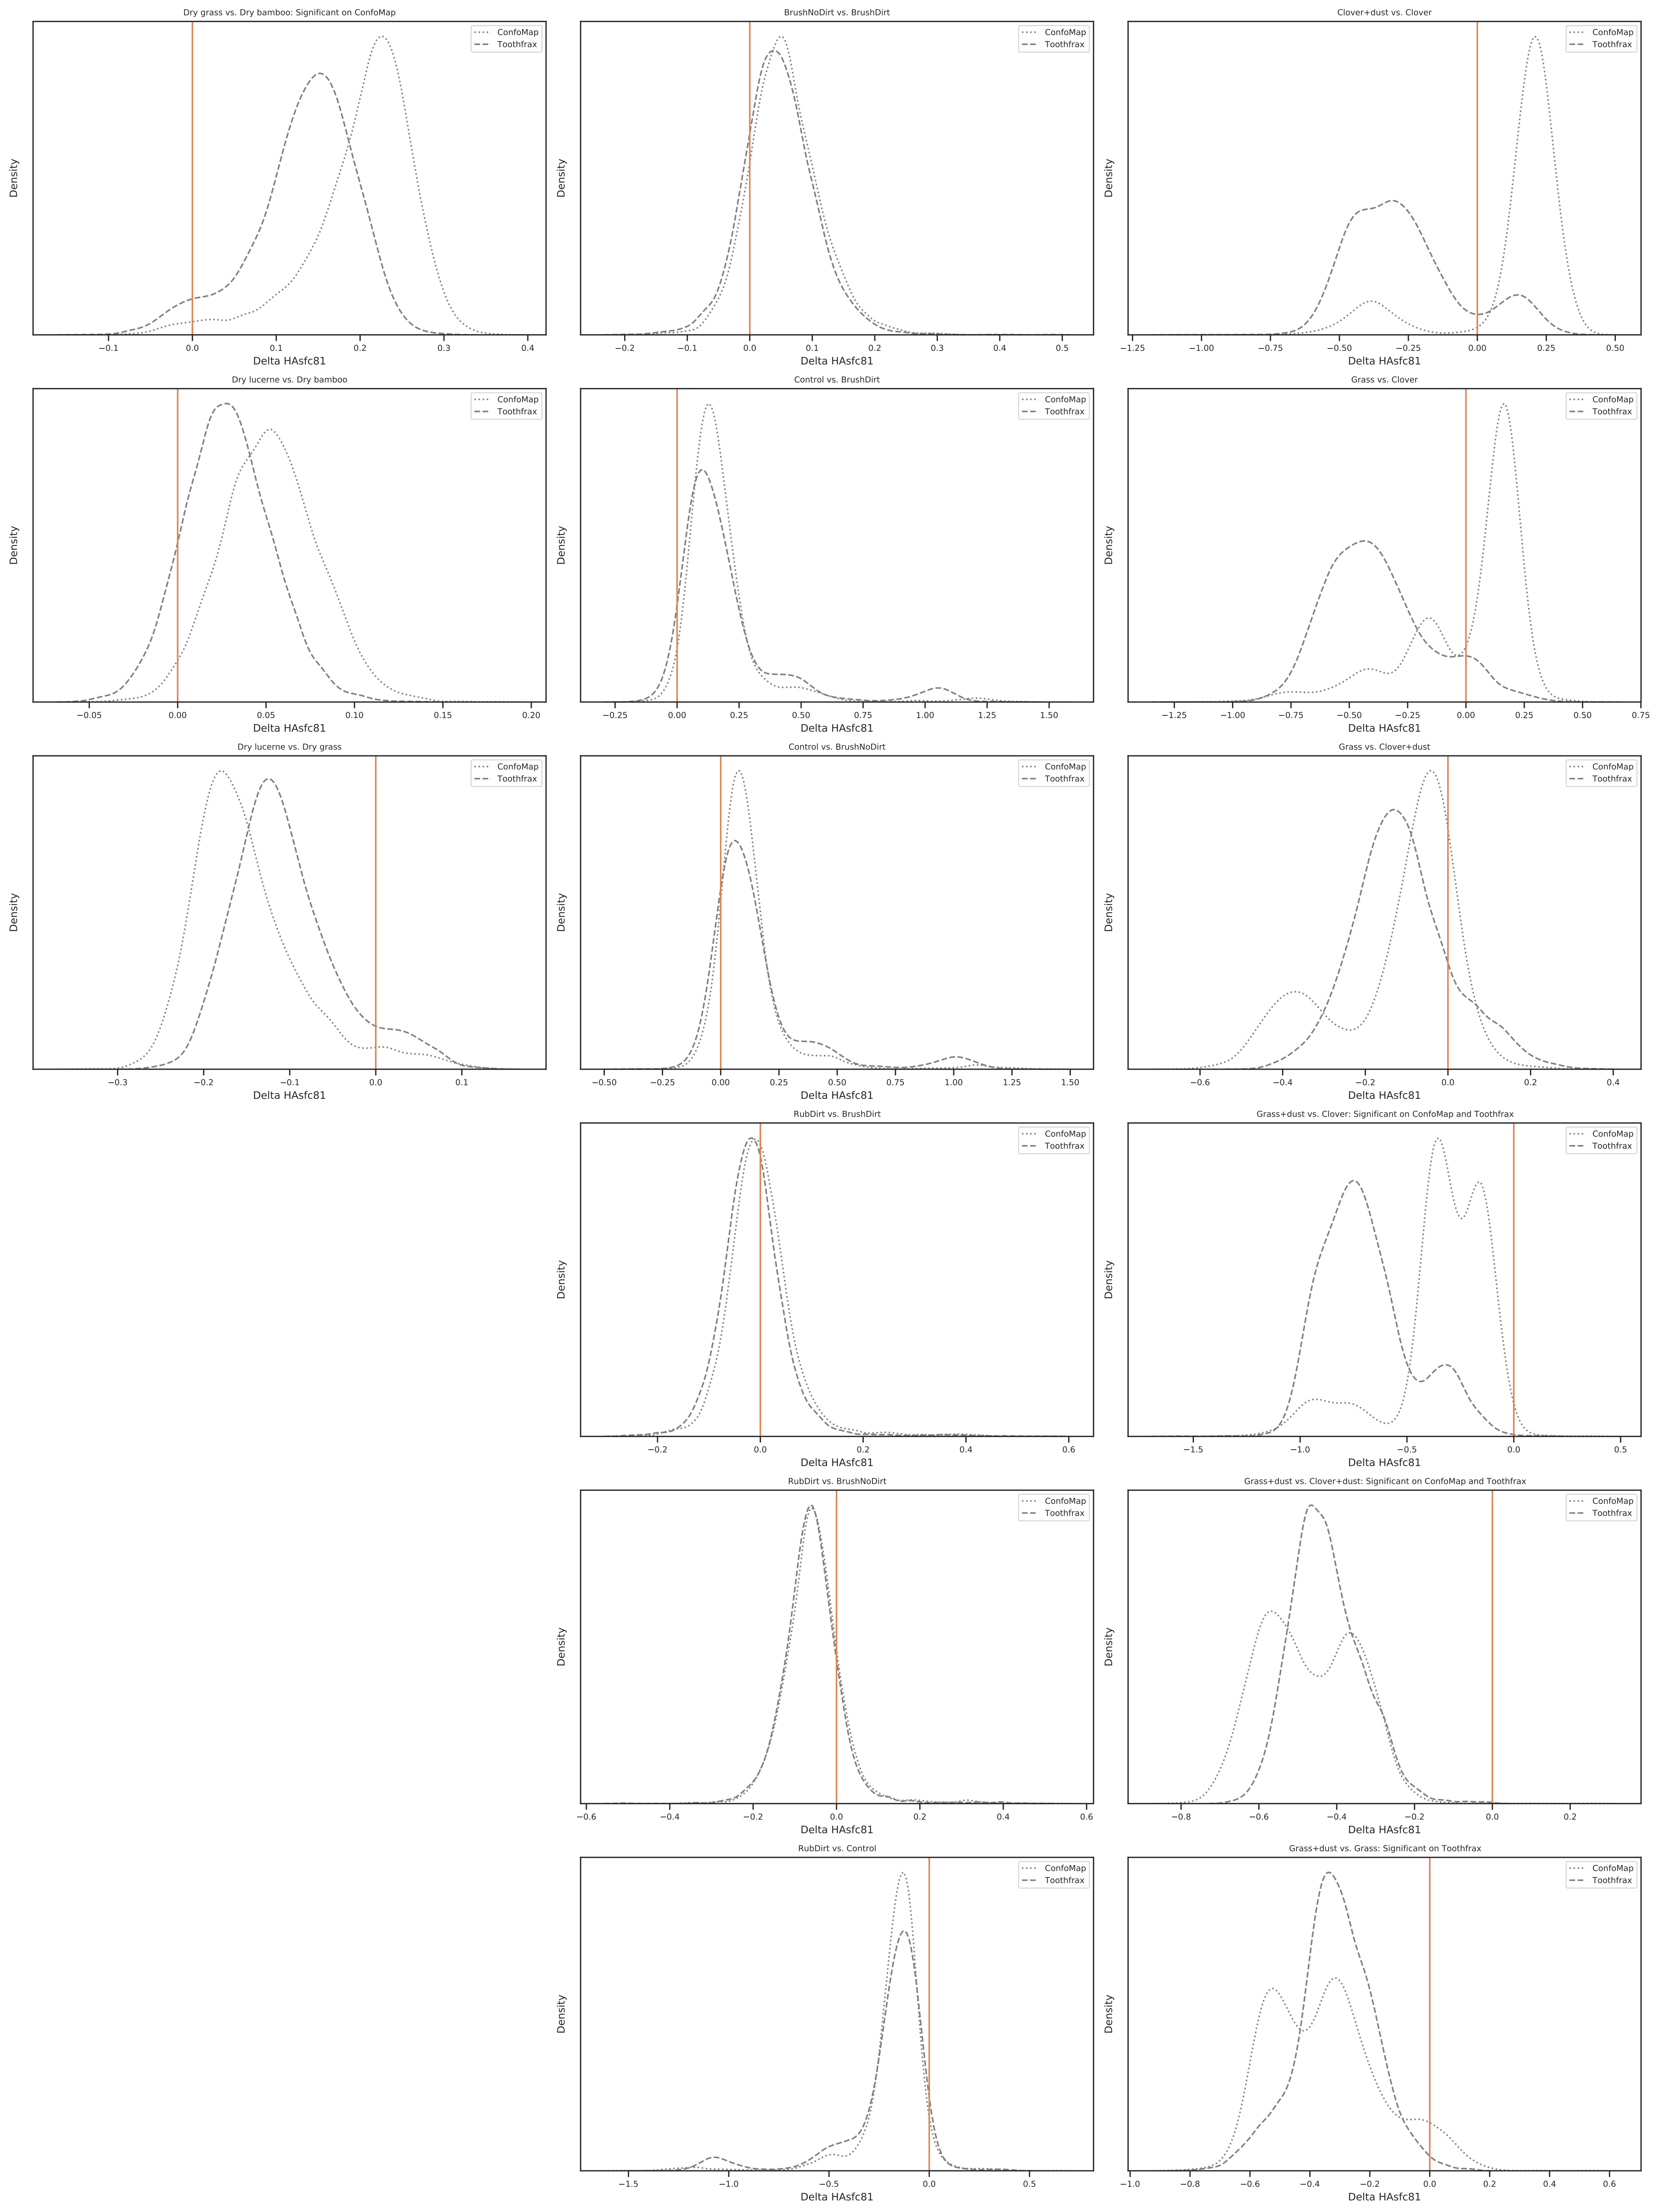 Dry grass vs. Dry bamboo: Significant on ConfoMap
ConfoMap
Toothfrax
Density
−0.1 0.0 0.1 0.2 0.3 0.4
Delta HAsfc81
BrushNoDirt vs. BrushDirt
ConfoMap
Toothfrax
Density
−0.2 −0.1 0.0 0.1 0.2 0.3 0.4 0.5
Delta HAsfc81
Clover+dust vs. Clover
ConfoMap
Toothfrax
Density
−1.25 −1.00 −0.75 −0.50 −0.25 0.00 0.25 0.50
Delta HAsfc81
Dry lucerne vs. Dry bamboo
ConfoMap
Toothfrax
Density
−0.05 0.00 0.05 0.10 0.15 0.20
Delta HAsfc81
Control vs. BrushDirt
ConfoMap
Toothfrax
Density
−0.25 0.00 0.25 0.50 0.75 1.00 1.25 1.50
Delta HAsfc81
Grass vs. Clover
ConfoMap
Toothfrax
Density
−1.25 −1.00 −0.75 −0.50 −0.25 0.00 0.25 0.50 0.75
Delta HAsfc81
Dry lucerne vs. Dry grass
ConfoMap
Toothfrax
Density
−0.3 −0.2 −0.1 0.0 0.1
Delta HAsfc81
Control vs. BrushNoDirt
ConfoMap
Toothfrax
Density
−0.50 −0.25 0.00 0.25 0.50 0.75 1.00 1.25 1.50
Delta HAsfc81
Grass vs. Clover+dust
ConfoMap
Toothfrax
Density
−0.6 −0.4 −0.2 0.0 0.2 0.4
Delta HAsfc81
RubDirt vs. BrushDirt
ConfoMap
Toothfrax
Density
−0.2 0.0 0.2 0.4 0.6
Delta HAsfc81
Grass+dust vs. Clover: Significant on ConfoMap and Toothfrax
ConfoMap
Toothfrax
Density
−1.5 −1.0 −0.5 0.0 0.5
Delta HAsfc81
RubDirt vs. BrushNoDirt
ConfoMap
Toothfrax
Density
−0.6 −0.4 −0.2 0.0 0.2 0.4 0.6
Delta HAsfc81
Grass+dust vs. Clover+dust: Significant on ConfoMap and Toothfrax
ConfoMap
Toothfrax
Density
−0.8 −0.6 −0.4 −0.2 0.0 0.2
Delta HAsfc81
RubDirt vs. Control
ConfoMap
Toothfrax
Density
−1.5 −1.0 −0.5 0.0 0.5
Delta HAsfc81
Grass+dust vs. Grass: Significant on Toothfrax
ConfoMap
Toothfrax
Density
−1.0 −0.8 −0.6 −0.4 −0.2 0.0 0.2 0.4 0.6
Delta HAsfc81